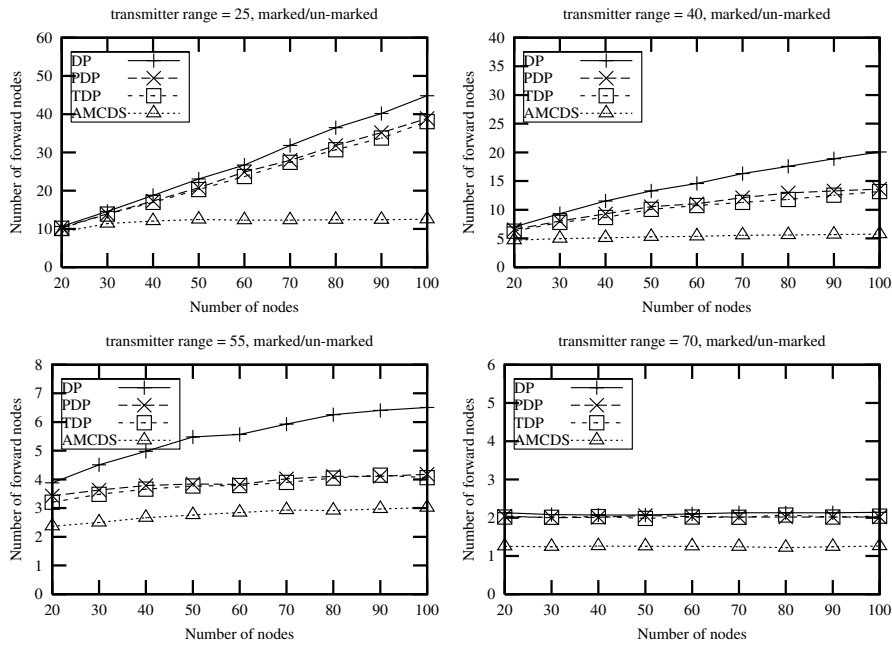 transmitter range = 25, marked/un-marked
60
50
40
30
20
10
0
Number of forward nodes
DP
PDP
TDP
AMCDS
20 30 40 50 60 70 80 90 100
Number of nodes
transmitter range = 40, marked/un-marked
40
35
30
25
20
15
10
5
0
Number of forward nodes
DP
PDP
TDP
AMCDS
20 30 40 50 60 70 80 90 100
Number of nodes
transmitter range = 55, marked/un-marked
8
7
6
5
4
3
2
1
0
Number of forward nodes
DP
PDP
TDP
AMCDS
20 30 40 50 60 70 80 90 100
Number of nodes
transmitter range = 70, marked/un-marked
6
5
4
3
2
1
0
Number of forward nodes
DP
PDP
TDP
AMCDS
20 30 40 50 60 70 80 90 100
Number of nodes